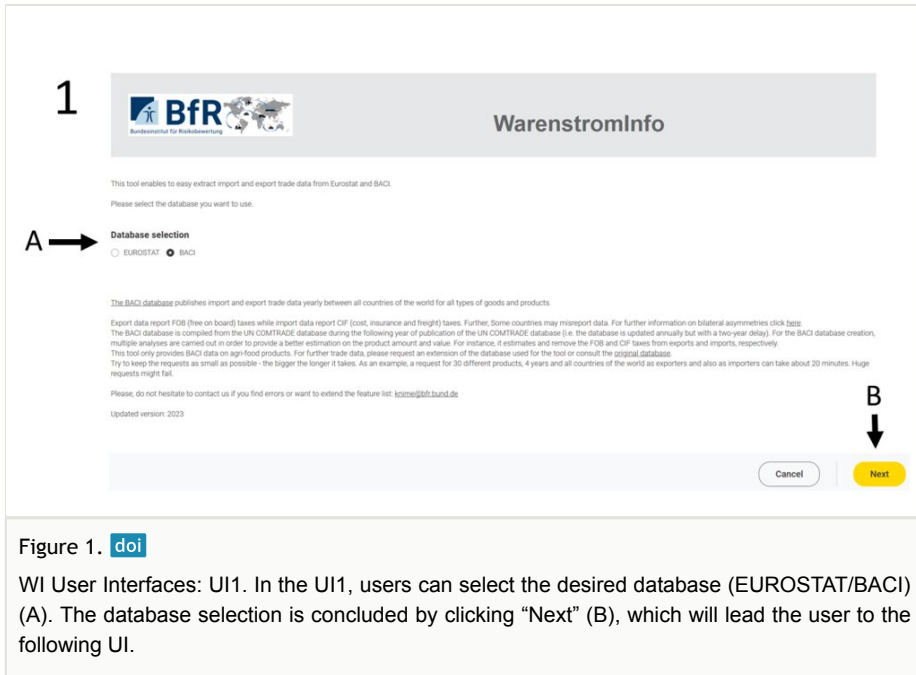 1
BfR
Bundesinstitut für Risikobewertung
WarenstromInfo
This tool enables to easy extract import and export trade data from Eurostat and BACI.
Please select the database you want to use.
Database selection
A
EUROSTAT BACI
The BACI database publishes import and export trade data yearly between all countries of the world for all types of goods and products.
Export data report FOB (free on board) taxes while import data report CIF (cost, insurance and freight) taxes. Further, Some countries may misreport data. For further information on bilateral asymmetries click here.
The BACI database is compiled from the UN COMTRADE database during the following year of publication of the UN COMTRADE database (i.e. the database is updated annually but with a two-year delay). For the BACI database creation,
multiple analyses are carried out in order to provide a better estimation on the product amount and value. For instance, it estimates and remove the FOB and CIF taxes from exports and imports, respectively.
This tool only provides BACI data on agri-food products. For further trade data, please request an extension of the database used for the tool or consult the original database.
Try to keep the requests as small as possible - the bigger the longer it takes. As an example, a request for 30 different products, 4 years and all countries of the world as exporters and also as importers can take about 20 minutes. Huge
requests might fail.
Please, do not hesitate to contact us if you find errors or want to extend the feature list: knime@bfr.bund.de
Updated version: 2023
B
Cancel
Next
Figure 1. doi
WI User Interfaces: UI1. In the UI1, users can select the desired database (EUROSTAT/BACI)
(A). The database selection is concluded by clicking “Next” (B), which will lead the user to the
following UI.